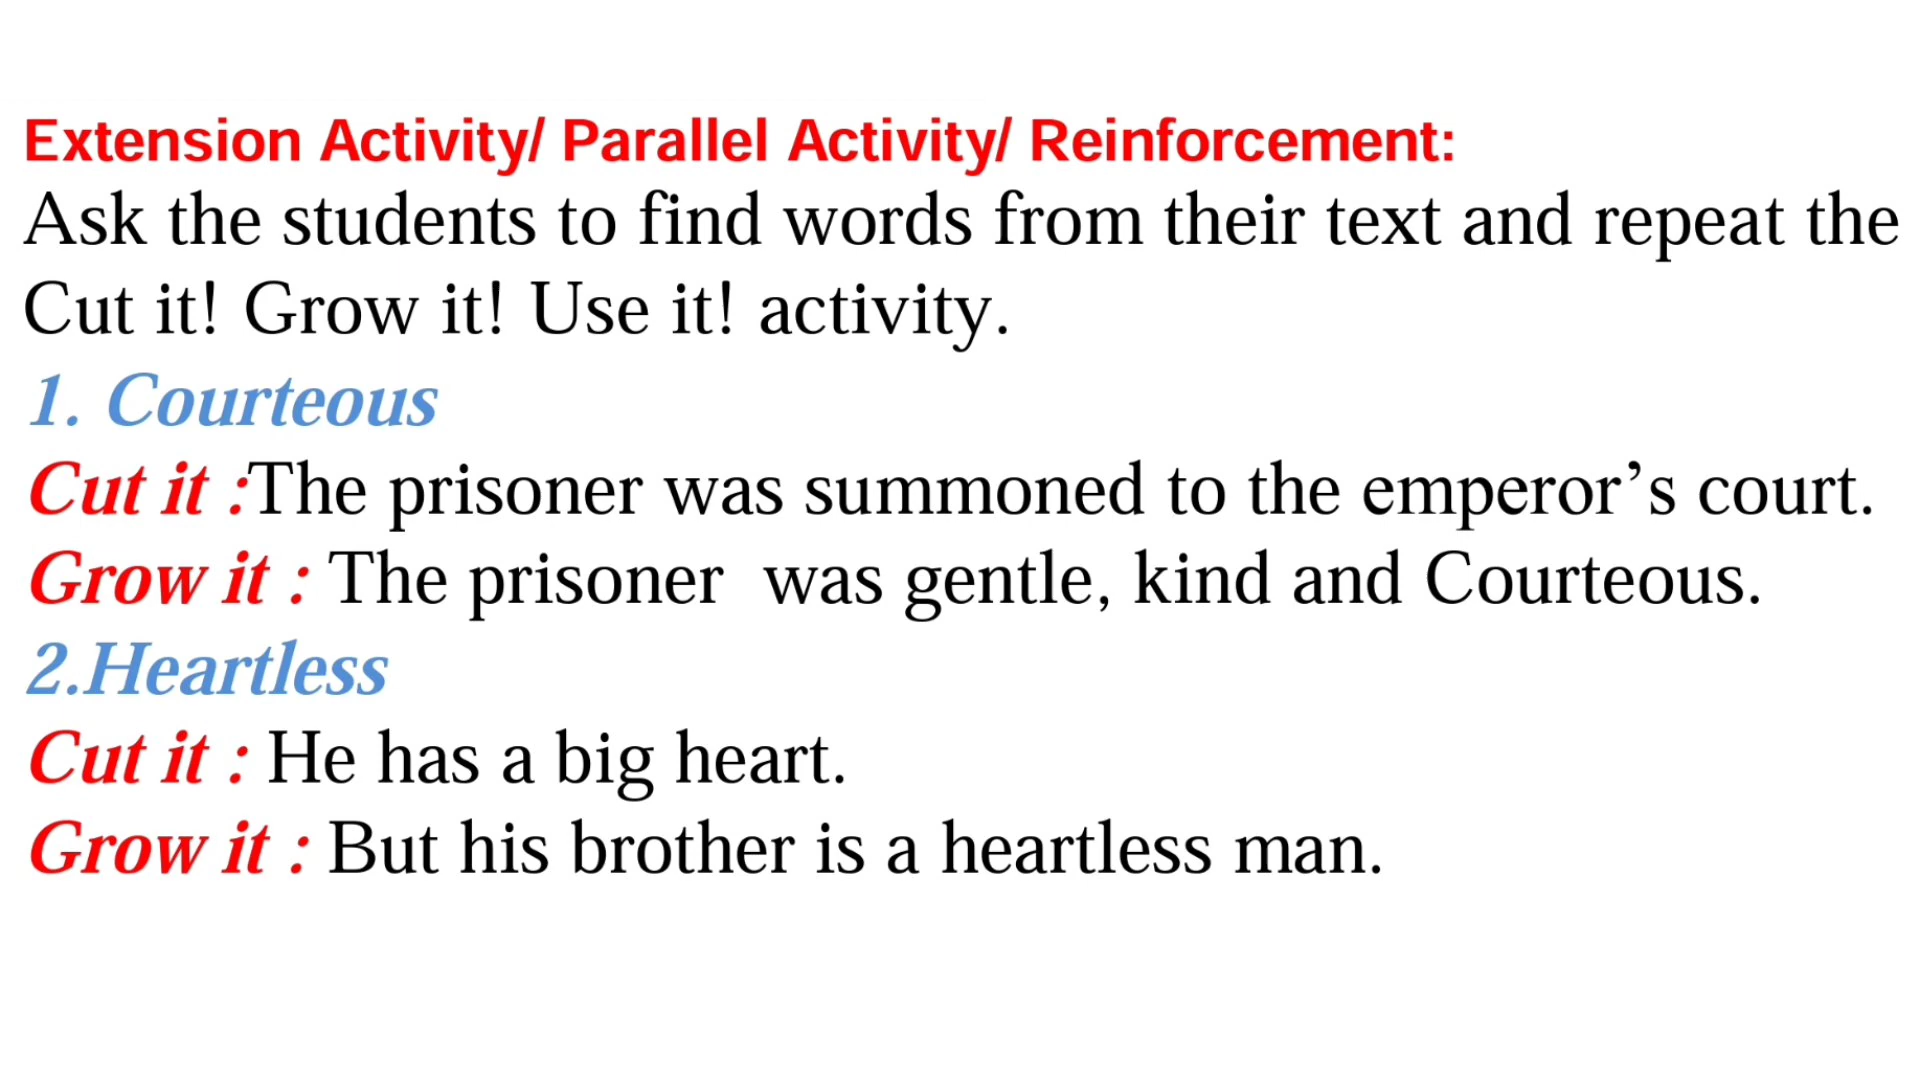 Extension Activity/ Parallel Activity/ Reinforcement:
Ask the students to find words from their text and repeat the
Cut it! Grow it! Use it! activity.
1. Courteous
Cut it :The prisoner was summoned to the emperor’s court.
Grow it : The prisoner  was gentle, kind and Courteous.
2.Heartless
Cut it : He has a big heart.
Grow it : But his brother is a heartless man.